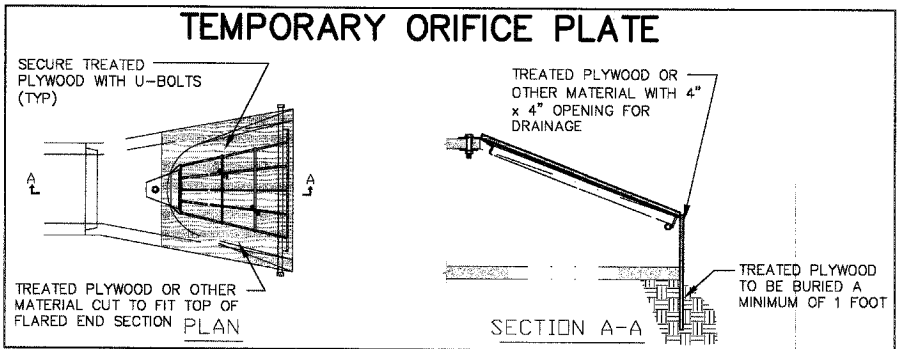 TEMPORARY ORIFICE PLATE
SECURE TREATED
PLYWOOD WITH U-BOLTS
(TYP)
A
A
TREATED PLYWOOD OR OTHER
MATERIAL CUT TO FIT TOP OF
FLARED END SECTION
PLAN
TREATED PLYWOOD OR
OTHER MATERIAL WITH 4"
x 4" OPENING FOR
DRAINAGE
TREATED PLYWOOD
TO BE BURIED A
MINIMUM OF 1 FOOT
SECTION A-A